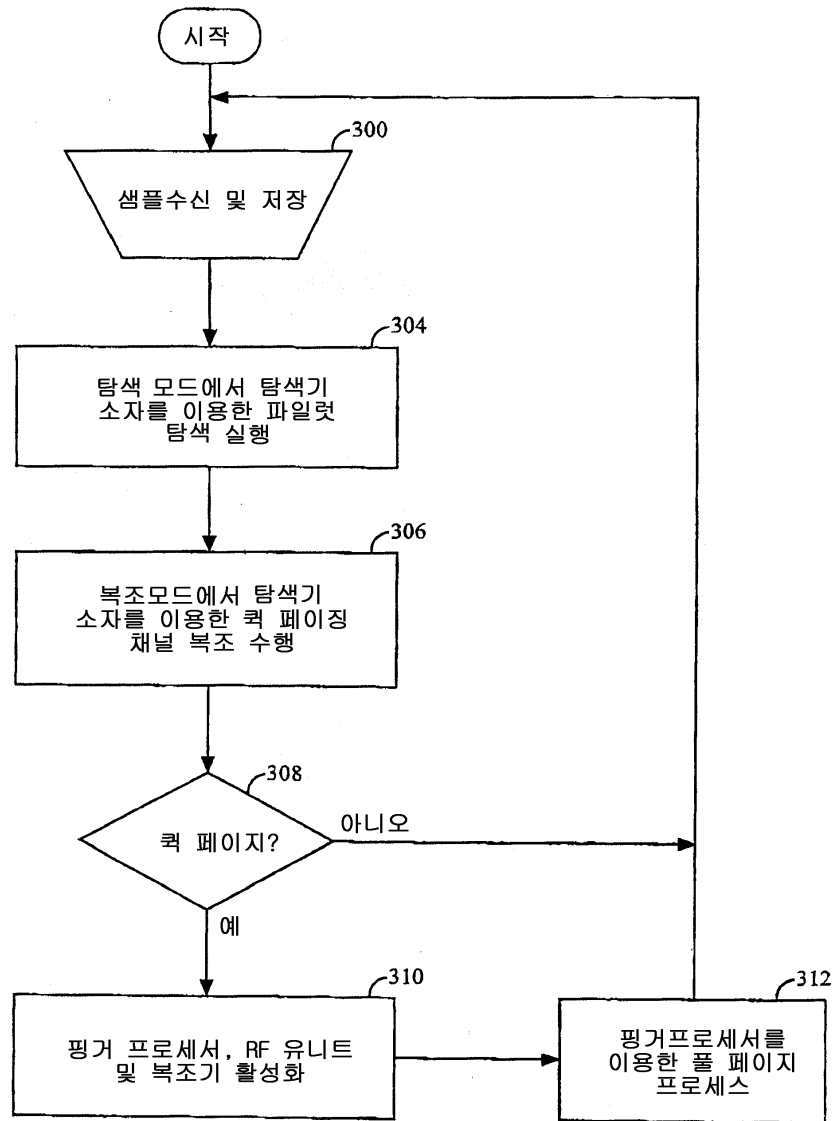 시작
300
샘플수신 및 저장
304
탐색 모드에서 탐색기
소자를 이용한 파일럿
탐색 실행
306
복조모드에서 탐색기
소자를 이용한 퀵 페이징
채널 복조 수행
308
퀵 페이지?
아니오
예
310
핑거 프로세서, RF 유니트
및 복조기 활성화
312
핑거프로세서를
이용한 풀 페이지
프로세스